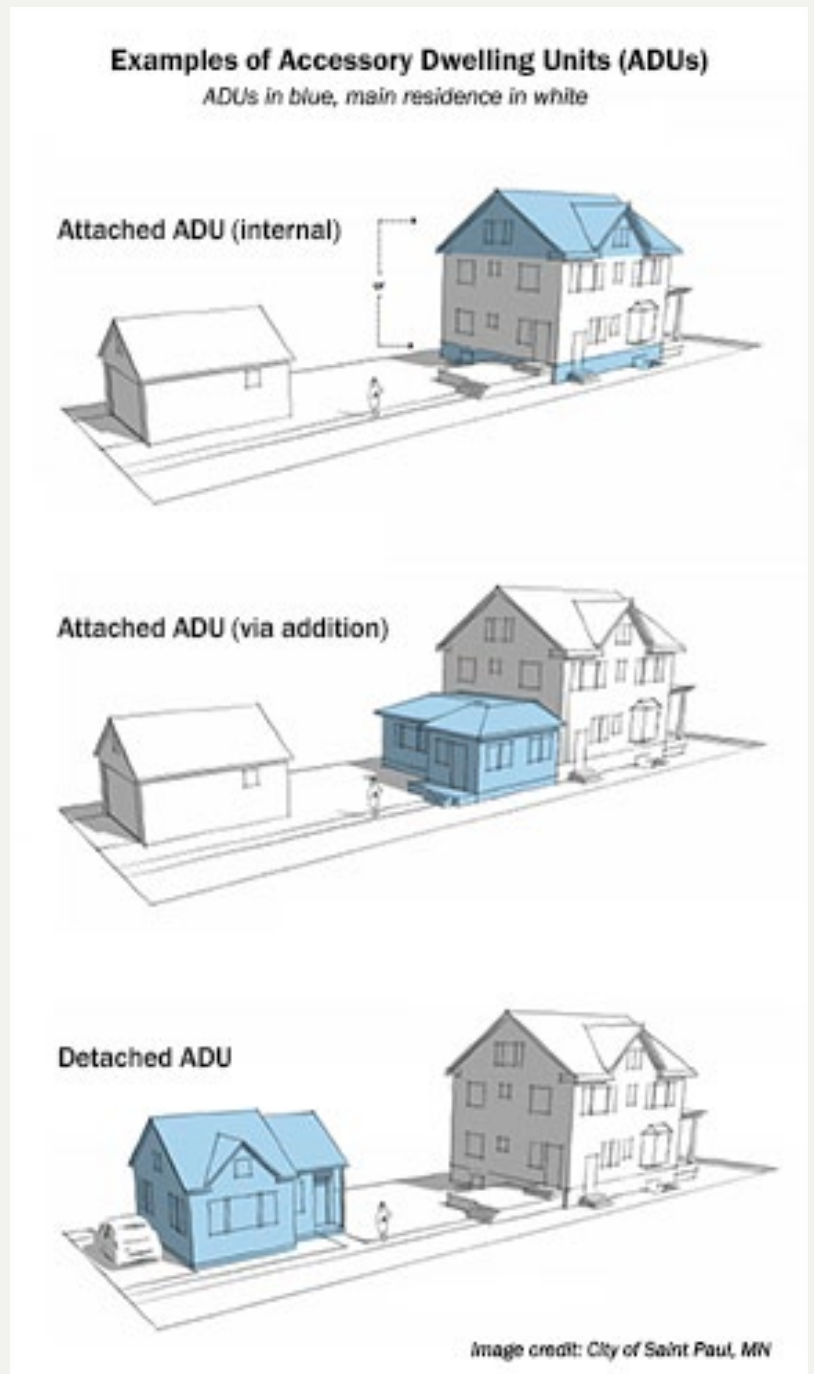 Examples of Accessory Dwelling Units (ADUs)
ADUs in blue, main residence in white
Attached ADU (internal)
Attached ADU (via addition)
Detached ADU
Image credit: City of Saint Paul, MN